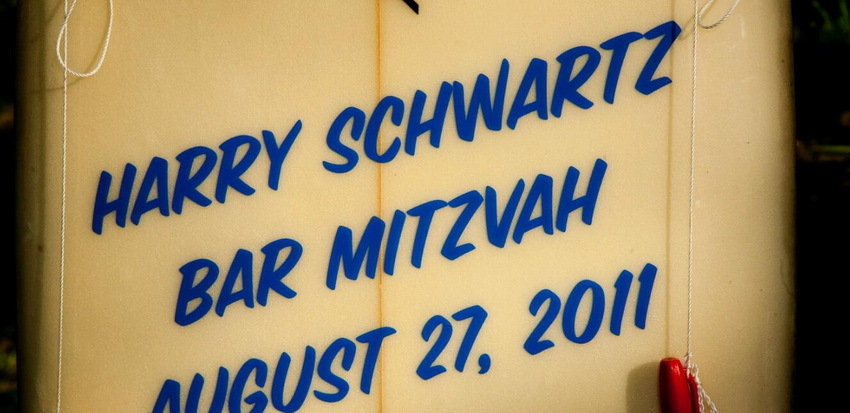 HARRY SCHWARTZ
BAR MITZVAH
AUGUST 27, 2011